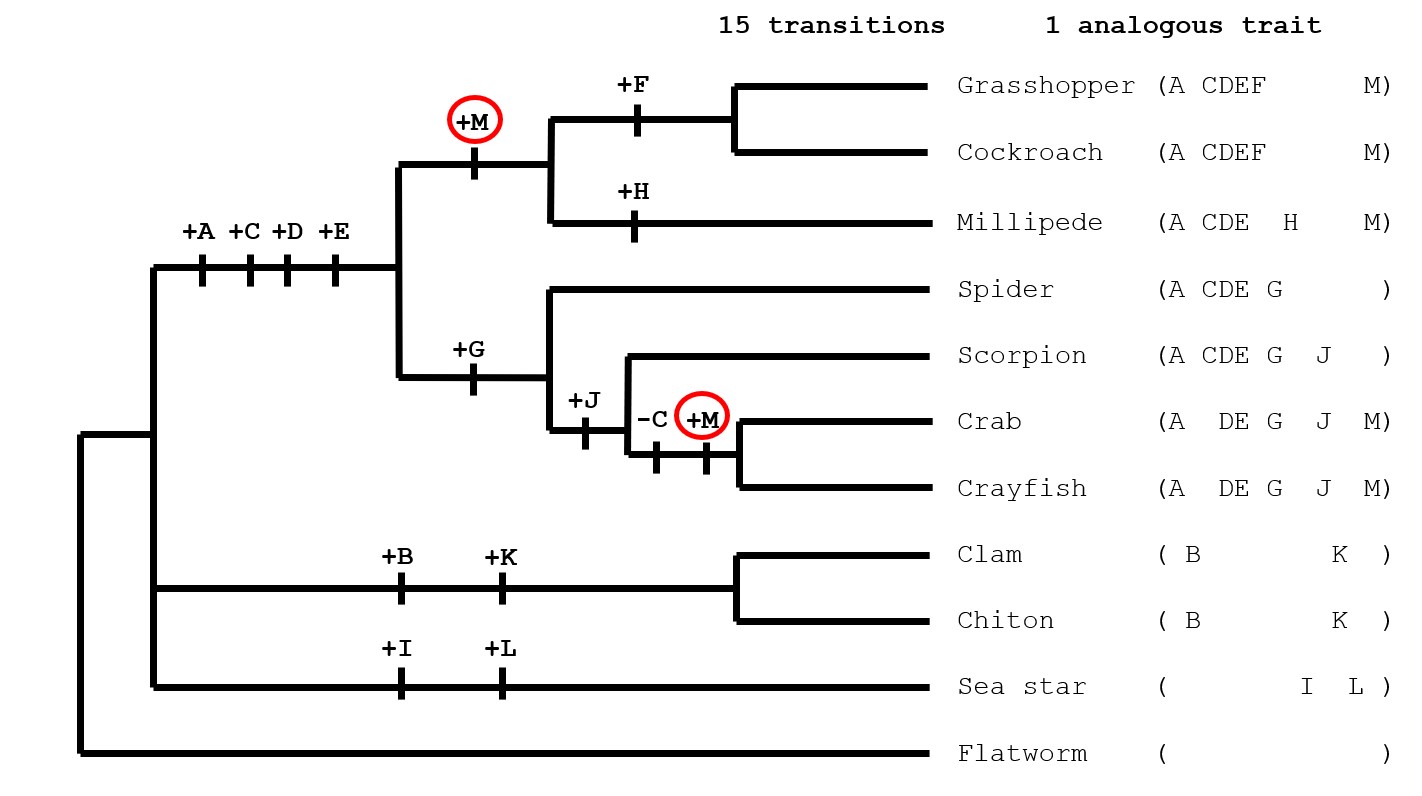 15 transitions 1 analogous trait
+F
Grasshopper (A CDEF M)
+M
Cockroach (A CDEF M)
+H
Millipede (A CDE H M)
+A +C +D +E
Spider (A CDE G )
+G
Scorpion (A CDE G J )
+J
-C +M
Crab (A DE G J M)
Crayfish (A DE G J M)
+B +K
Clam ( B K )
Chiton ( B K )
+I +L
Sea star ( I L )
Flatworm ( )